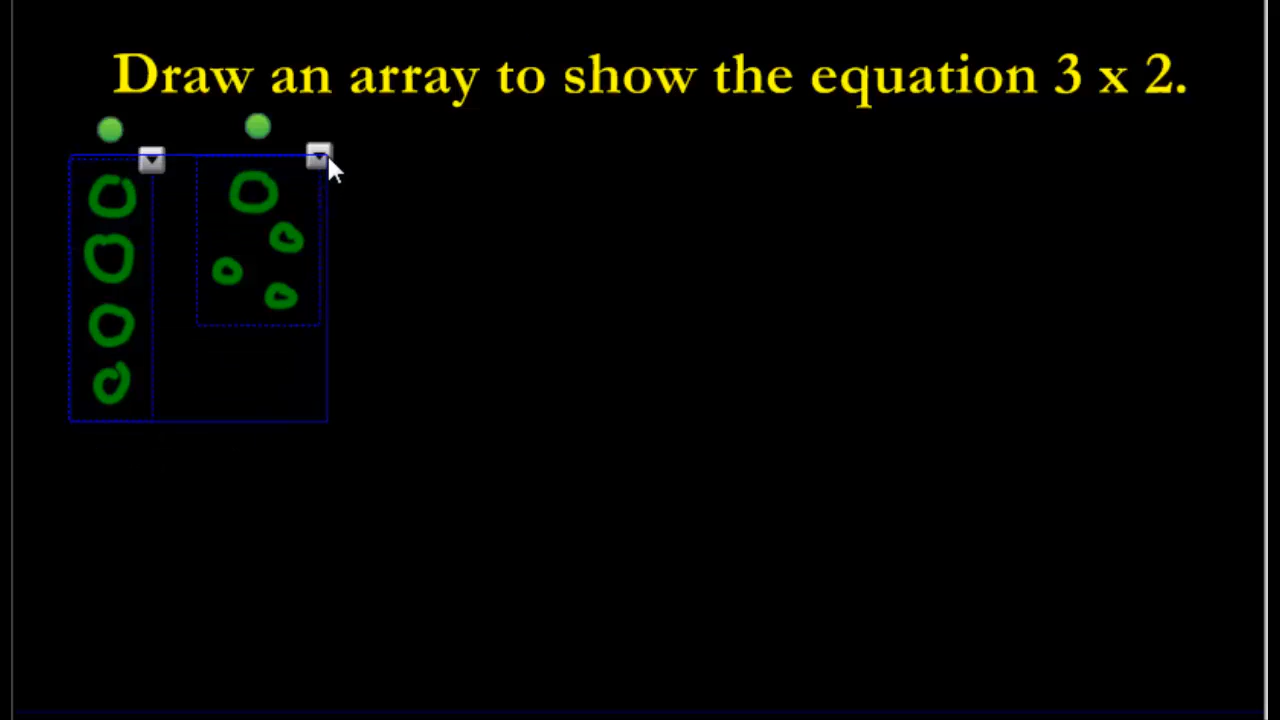 Draw an array to show the equation 3 x 2.